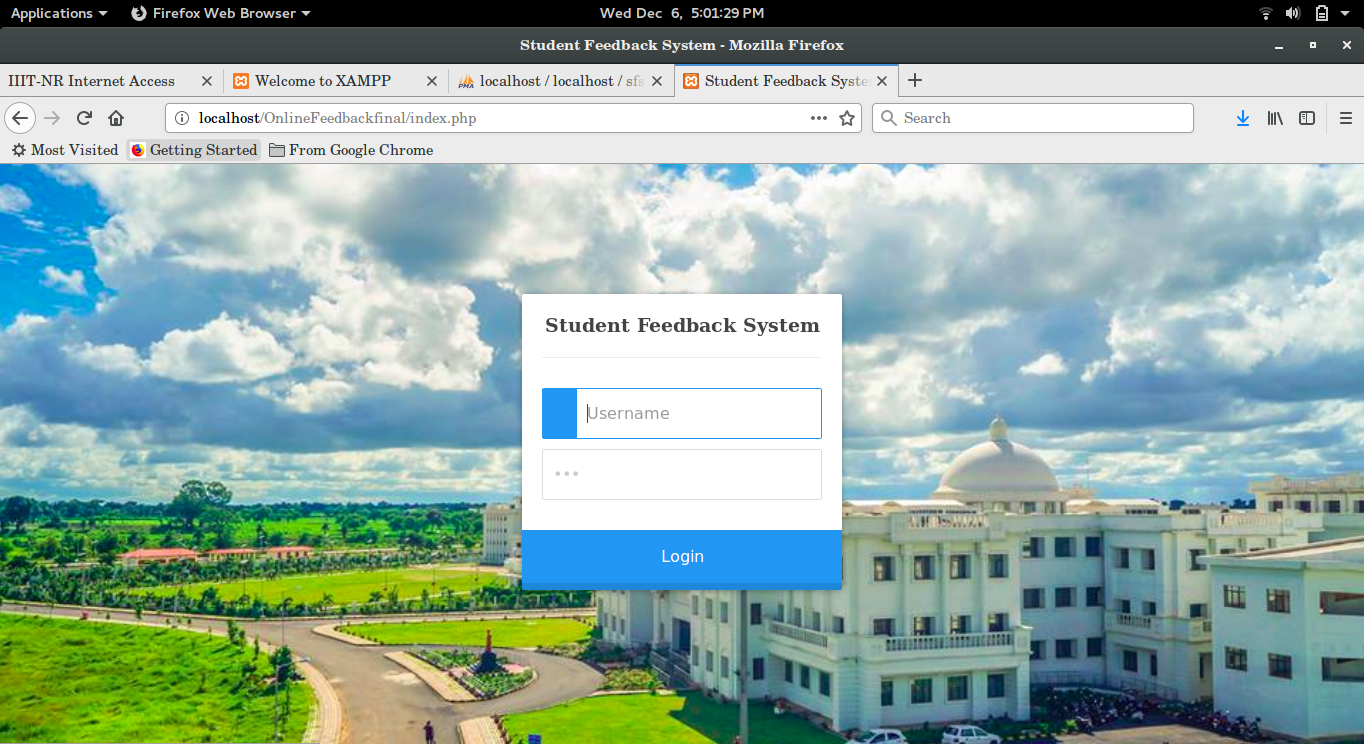 Applications Firefox Web Browser Wed Dec 6, 5:01:29 PM
Student Feedback System - Mozilla Firefox
IIIT-NR Internet Access Welcome to XAMPP PMA localhost / localhost / sfs Student Feedback Syste
localhost/OnlineFeedbackfinal/index.php Search
Most Visited Getting Started From Google Chrome
Student Feedback System
Username
Login